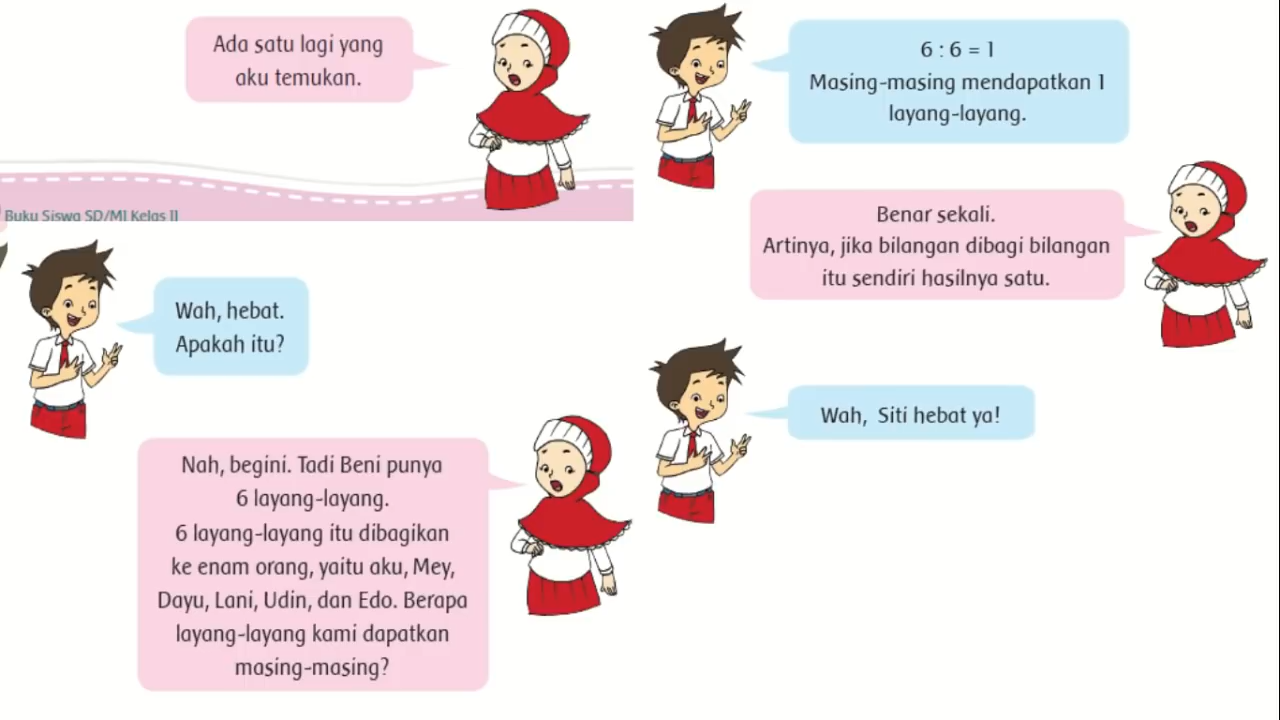 Ada satu lagi yang
aku temukan.
Buku Siswa SD/MI Kelas II
Wah, hebat.
Apakah itu?
Nah, begini. Tadi Beni punya
6 layang-layang.
6 layang-layang itu dibagikan
ke enam orang, yaitu aku, Mey,
Dayu, Lani, Udin, dan Edo. Berapa
layang-layang kami dapatkan
masing-masing?
6 : 6 = 1
Masing-masing mendapatkan 1
layang-layang.
Benar sekali.
Artinya, jika bilangan dibagi bilangan
itu sendiri hasilnya satu.
Wah, Siti hebat ya!